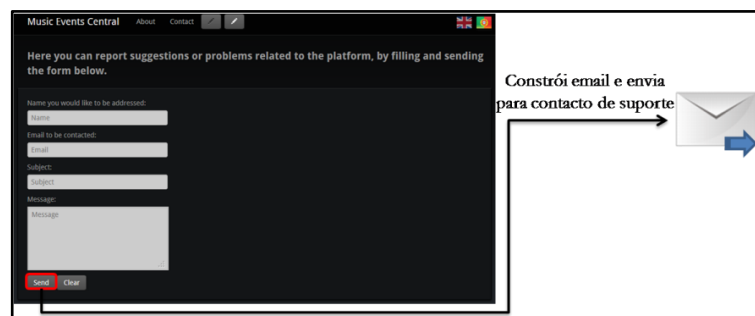 Music Events Central About Contact
Here you can report suggestions or problems related to the platform, by filling and sending
the form below.
Name you would like to be addressed:
Name
Email to be contacted:
Email
Subject:
Subject
Message:
Message
Send Clear
Constrói email e envia
para contacto de suporte